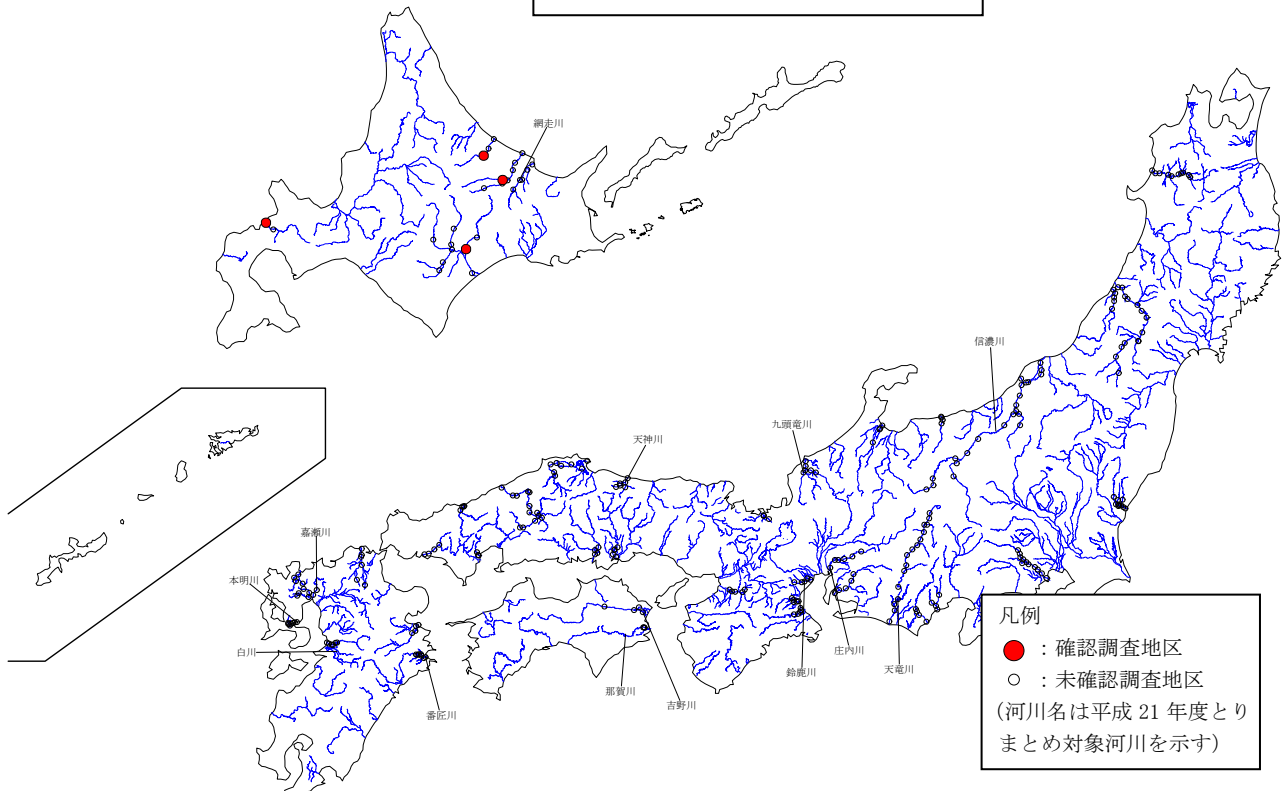 網走川
信濃川
九頭竜川
天神川
嘉瀬川
本明川
白川
番匠川
那賀川
吉野川
鈴鹿川
庄内川
天竜川
凡例
：確認調査地区
：未確認調査地区
(河川名は平成 21 年度とり
まとめ対象河川を示す)